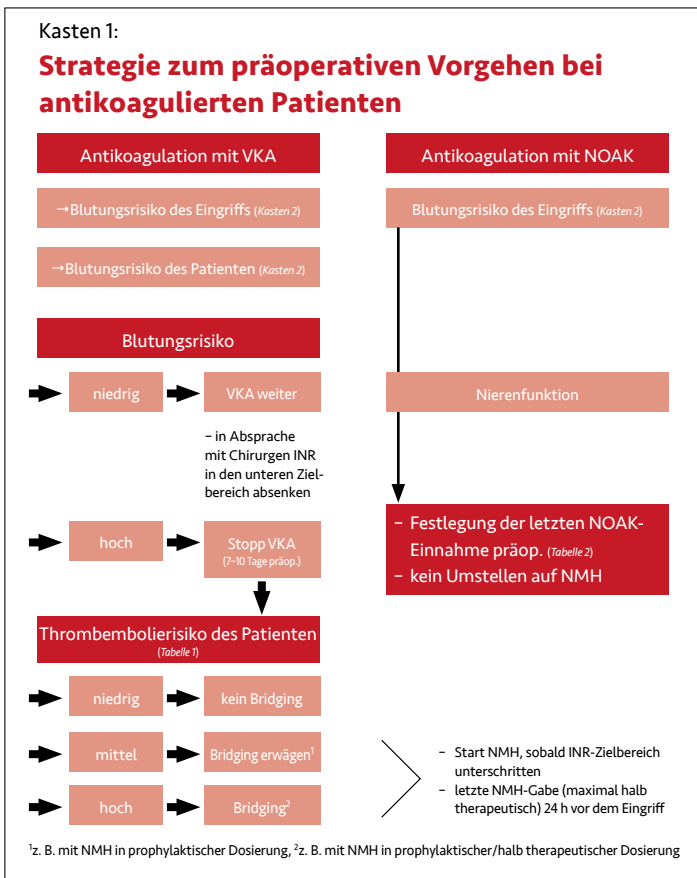 Kasten 1:
Strategie zum präoperativen Vorgehen bei
antikoagulierten Patienten
Antikoagulation mit VKA
→Blutungsrisiko des Eingriffs (Kasten 2)
→Blutungsrisiko des Patienten (Kasten 2)
Blutungsrisiko
niedrig
VKA weiter
– in Absprache
mit Chirurgen INR
in den unteren Ziel-
bereich absenken
hoch
Stopp VKA
(7–10 Tage präop.)
Thrombembolierisiko des Patienten
(Tabelle 1)
niedrig
kein Bridging
mittel
Bridging erwägen¹
hoch
Bridging²
Antikoagulation mit NOAK
Blutungsrisiko des Eingriffs (Kasten 2)
Nierenfunktion
– Festlegung der letzten NOAK-
Einnahme präop. (Tabelle 2)
– kein Umstellen auf NMH
– Start NMH, sobald INR-Zielbereich
unterschritten
– letzte NMH-Gabe (maximal halb
therapeutisch) 24 h vor dem Eingriff
¹z. B. mit NMH in prophylaktischer Dosierung, ²z. B. mit NMH in prophylaktischer/halb therapeutischer Dosierung